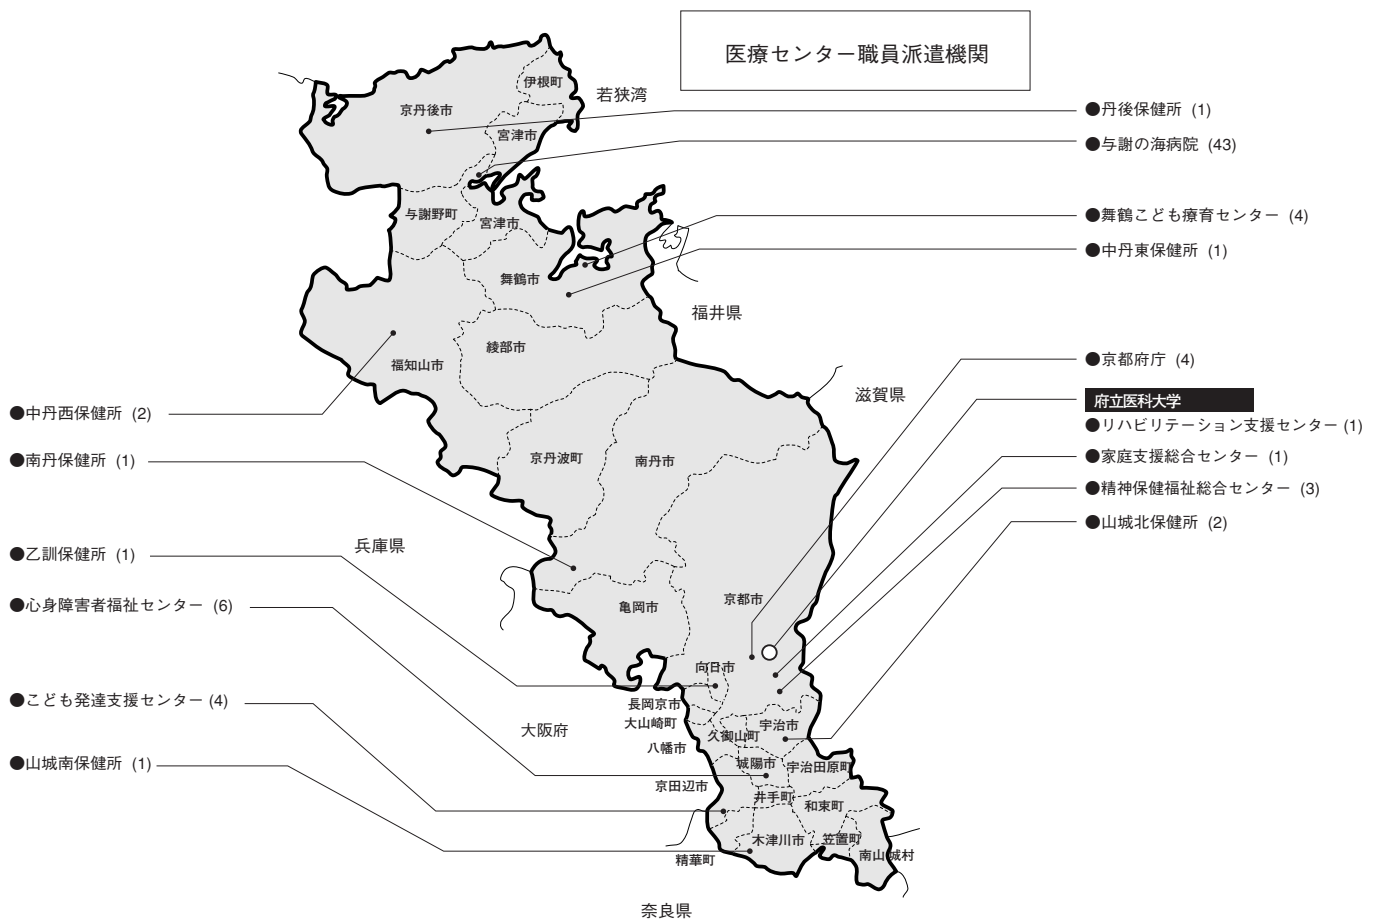 医療センター職員派遣機関
伊根町
京丹後市
若狭湾
宮津市
●丹後保健所 (1)
●与謝の海病院 (43)
与謝野町
宮津市
●舞鶴こども療育センター (4)
●中丹東保健所 (1)
舞鶴市
福井県
綾部市
福知山市
●京都府庁 (4)
滋賀県
府立医科大学
●リハビリテーション支援センター (1)
●家庭支援総合センター (1)
●精神保健福祉総合センター (3)
●山城北保健所 (2)
●中丹西保健所 (2)
●南丹保健所 (1)
京丹波町
南丹市
●乙訓保健所 (1)
兵庫県
●心身障害者福祉センター (6)
亀岡市
京都市
向日市
●こども発達支援センター (4)
長岡京市
大山崎町
大阪府
宇治市
久御山町
八幡市
●山城南保健所 (1)
城陽市
宇治田原町
京田辺市
井手町
和束町
木津川市
笠置町
精華町
南山城村
奈良県